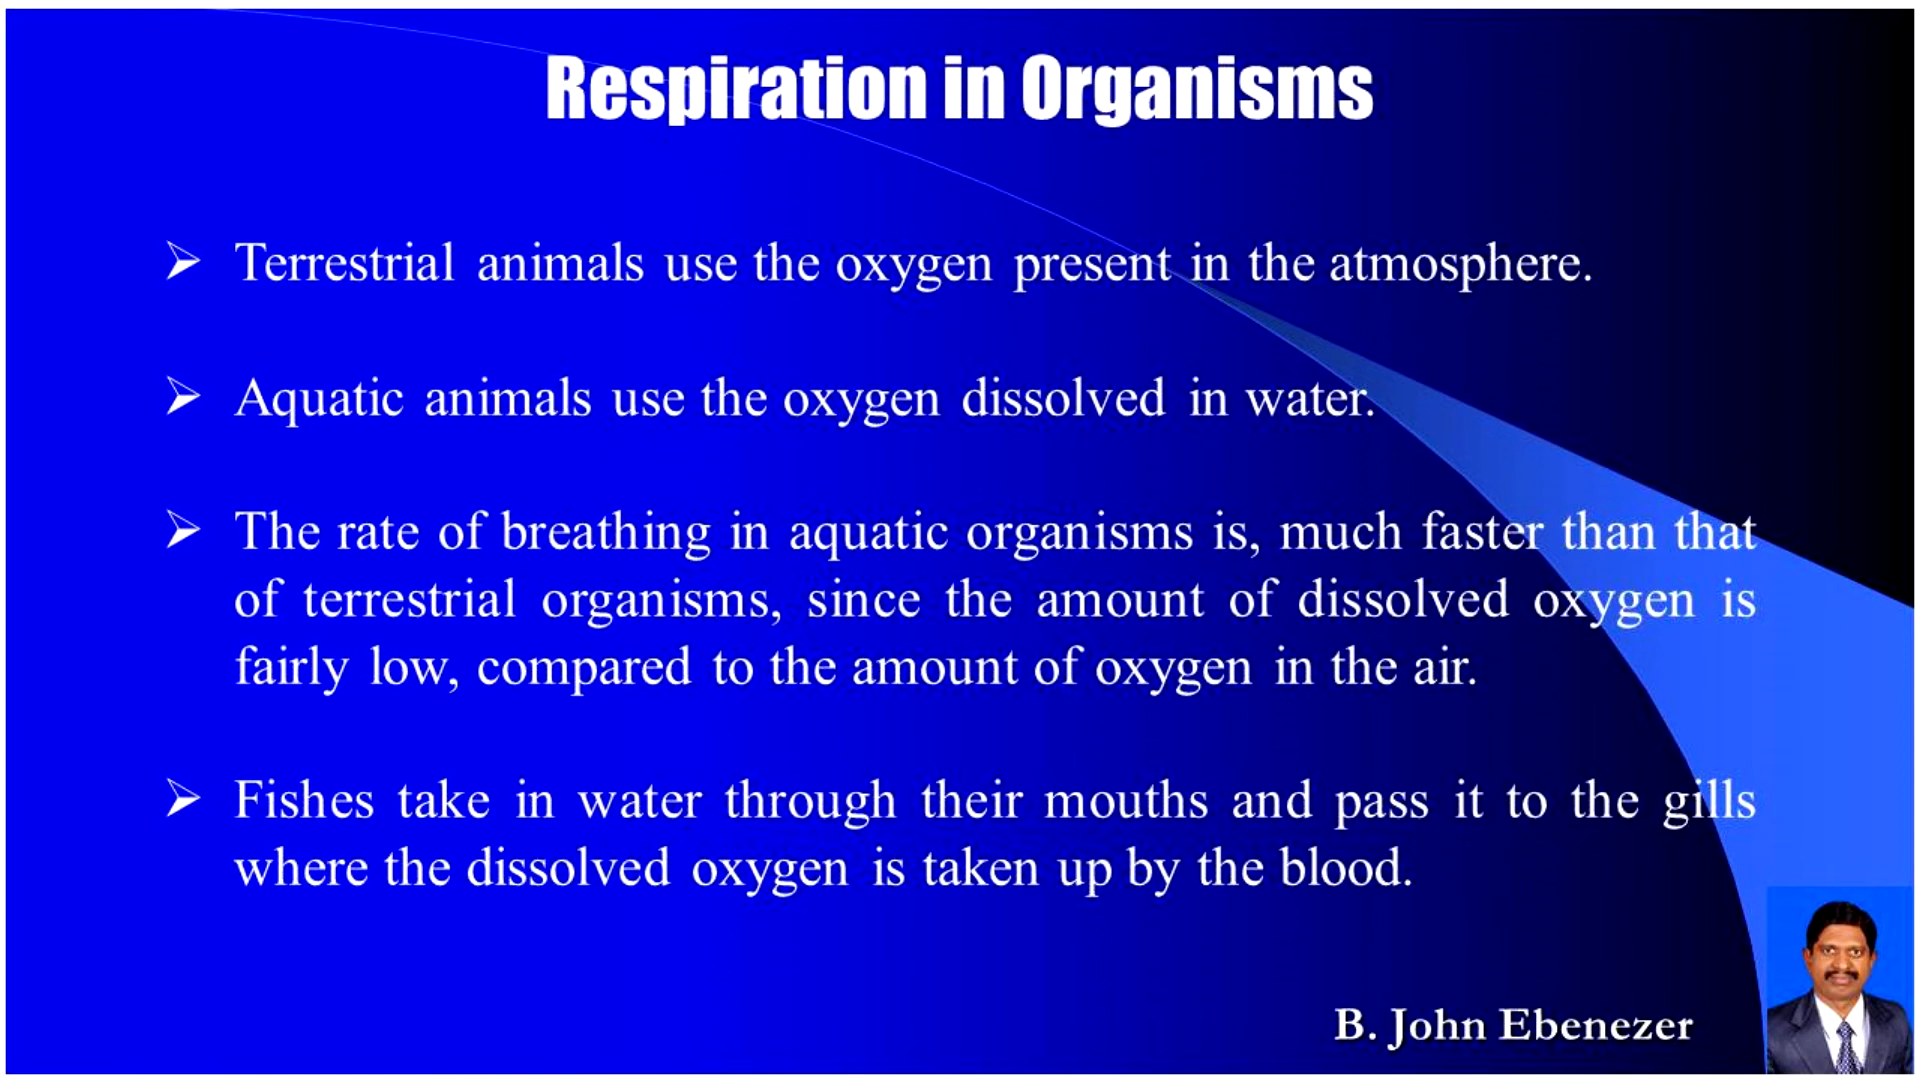 Respiration in Organisms
➢ Terrestrial animals use the oxygen present in the atmosphere.
➢ Aquatic animals use the oxygen dissolved in water.
➢ The rate of breathing in aquatic organisms is, much faster than that
of terrestrial organisms, since the amount of dissolved oxygen is
fairly low, compared to the amount of oxygen in the air.
➢ Fishes take in water through their mouths and pass it to the gills
where the dissolved oxygen is taken up by the blood.
B. John Ebenezer